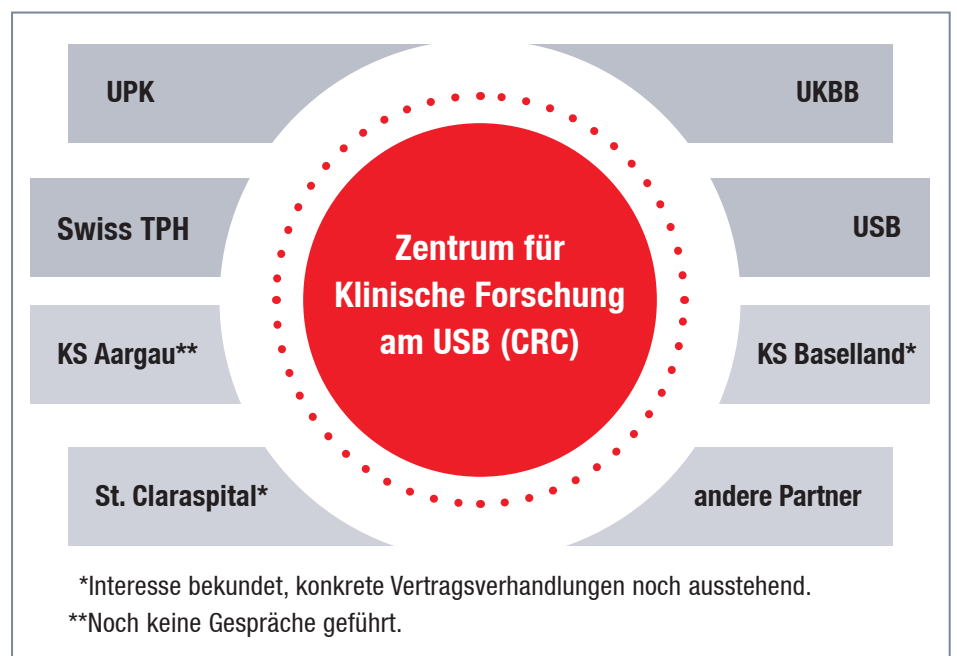 UPK
UKBB
Swiss TPH
USB
Zentrum für
Klinische Forschung
am USB (CRC)
KS Aargau**
KS Baselland*
St. Claraspital*
andere Partner
*Interesse bekundet, konkrete Vertragsverhandlungen noch ausstehend.
**Noch keine Gespräche geführt.